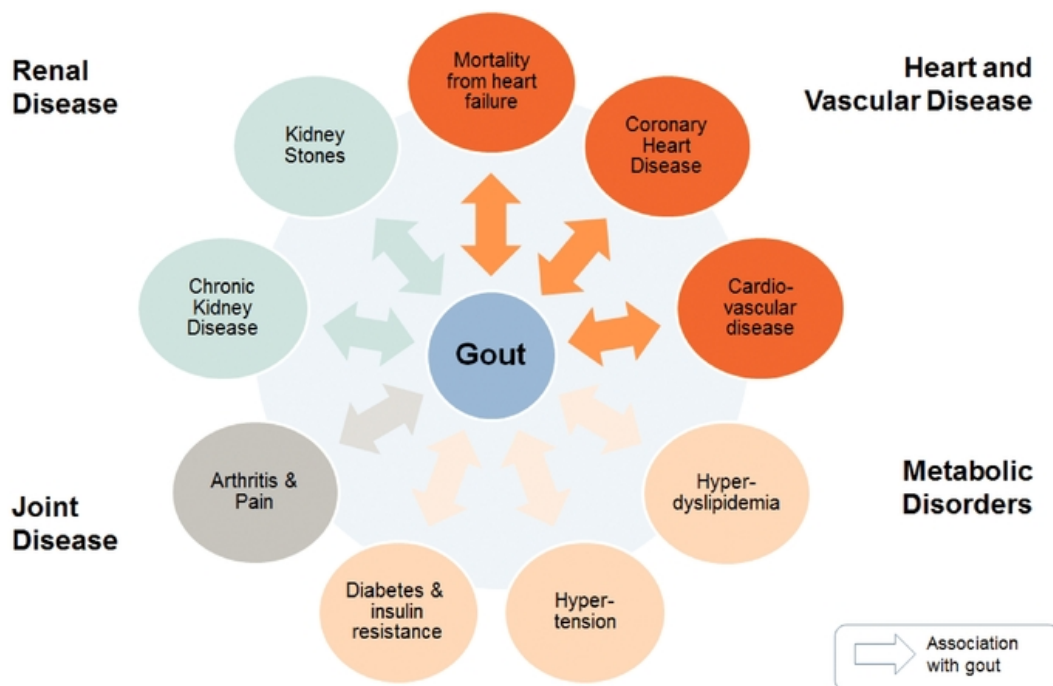 Renal
Disease
Mortality
from heart
failure
Heart and
Vascular Disease
Kidney
Stones
Coronary
Heart
Disease
Chronic
Kidney
Disease
Cardio-
vascular
disease
Gout
Arthritis &
Pain
Hyper-
dyslipidemia
Joint
Disease
Metabolic
Disorders
Diabetes &
insulin
resistance
Hyper-
tension
Association
with gout